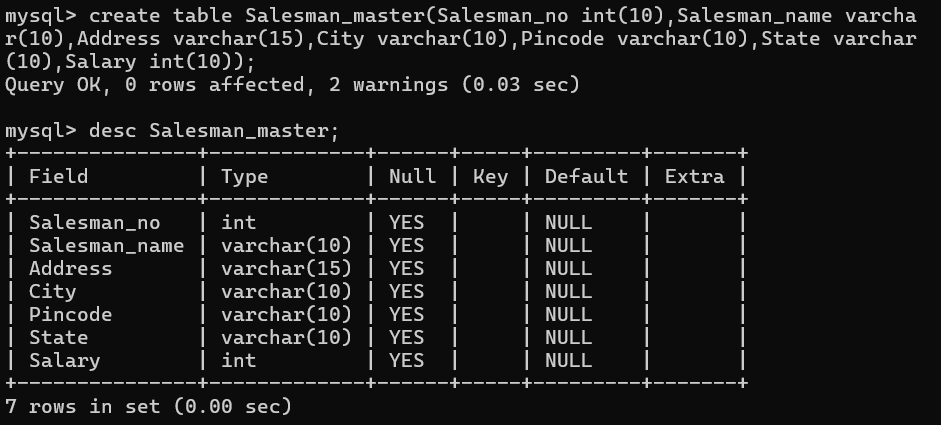 mysql> create table Salesman_master(Salesman_no int(10),Salesman_name varcha
r(10),Address varchar(15),City varchar(10),Pincode varchar(10),State varchar
(10),Salary int(10));
Query OK, 0 rows affected, 2 warnings (0.03 sec)

mysql> desc Salesman_master;
+---------------+-------------+------+-----+---------+-------+
| Field         | Type        | Null | Key | Default | Extra |
+---------------+-------------+------+-----+---------+-------+
| Salesman_no   | int         | YES  |     | NULL    |       |
| Salesman_name | varchar(10) | YES  |     | NULL    |       |
| Address       | varchar(15) | YES  |     | NULL    |       |
| City          | varchar(10) | YES  |     | NULL    |       |
| Pincode       | varchar(10) | YES  |     | NULL    |       |
| State         | varchar(10) | YES  |     | NULL    |       |
| Salary        | int         | YES  |     | NULL    |       |
+---------------+-------------+------+-----+---------+-------+
7 rows in set (0.00 sec)